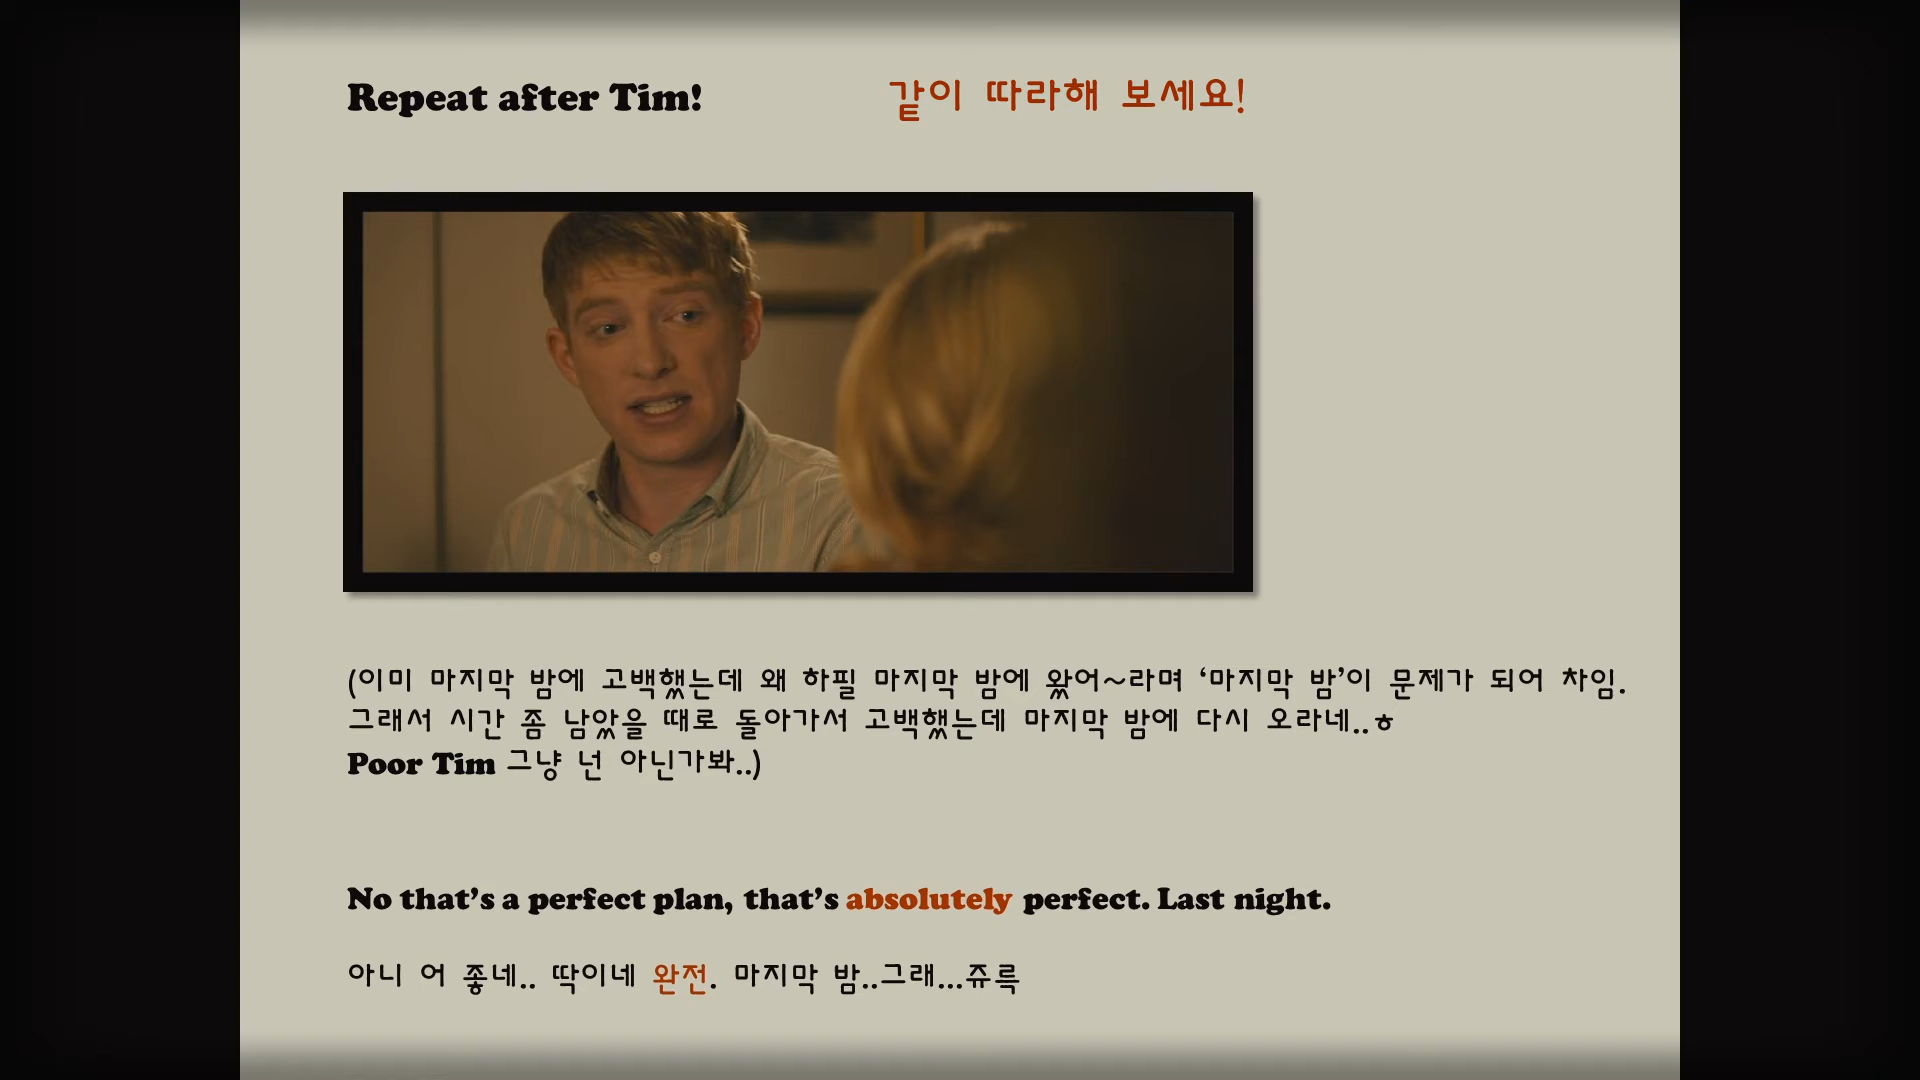 Repeat after Tim! 같이 따라해 보세요!
(이미 마지막 밤에 고백했는데 왜 하필 마지막 밤에 왔어~라며 ‘마지막 밤’이 문제가 되어 차임.
그래서 시간 좀 남았을 때로 돌아가서 고백했는데 마지막 밤에 다시 오라네..ㅎ
Poor Tim 그냥 넌 아닌가봐..)
No that’s a perfect plan, that’s absolutely perfect. Last night.
아니 어 좋네.. 딱이네 완전. 마지막 밤..그래...쥬륵